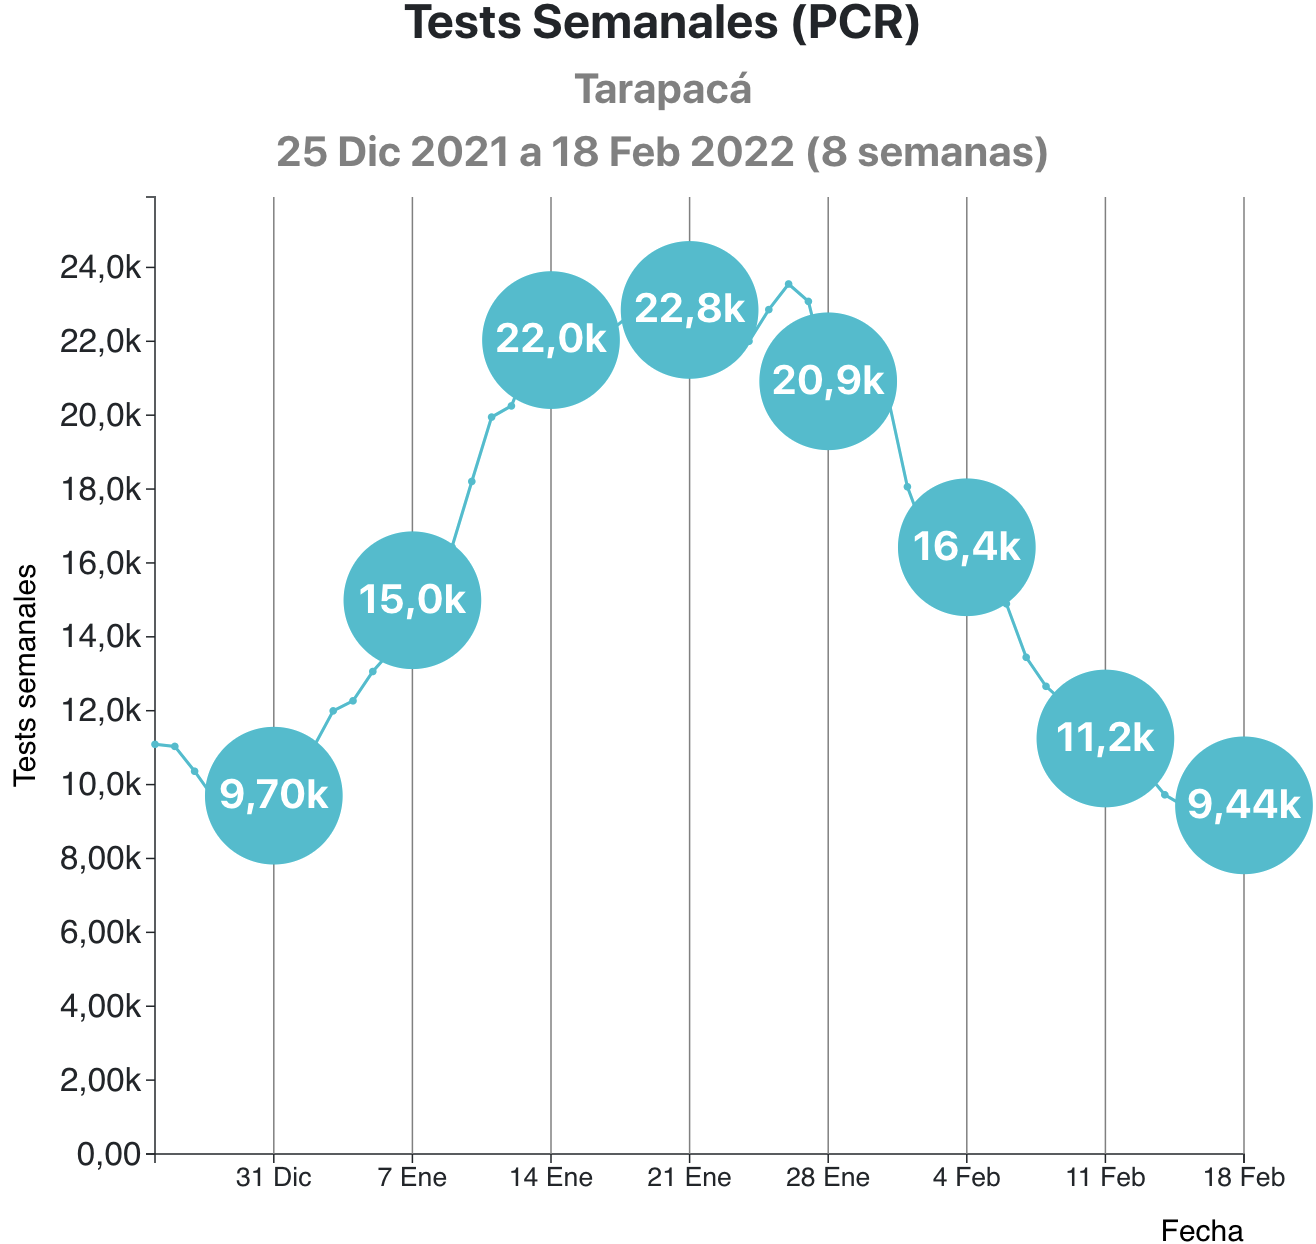 Tests Semanales (PCR)
Tarapacá
25 Dic 2021 a 18 Feb 2022 (8 semanas)
Tests semanales
24,0k
22,0k
20,0k
18,0k
16,0k
14,0k
12,0k
10,0k
8,00k
6,00k
4,00k
2,00k
0,00
9,70k
15,0k
22,0k
22,8k
20,9k
16,4k
11,2k
9,44k
31 Dic
7 Ene
14 Ene
21 Ene
28 Ene
4 Feb
11 Feb
18 Feb
Fecha